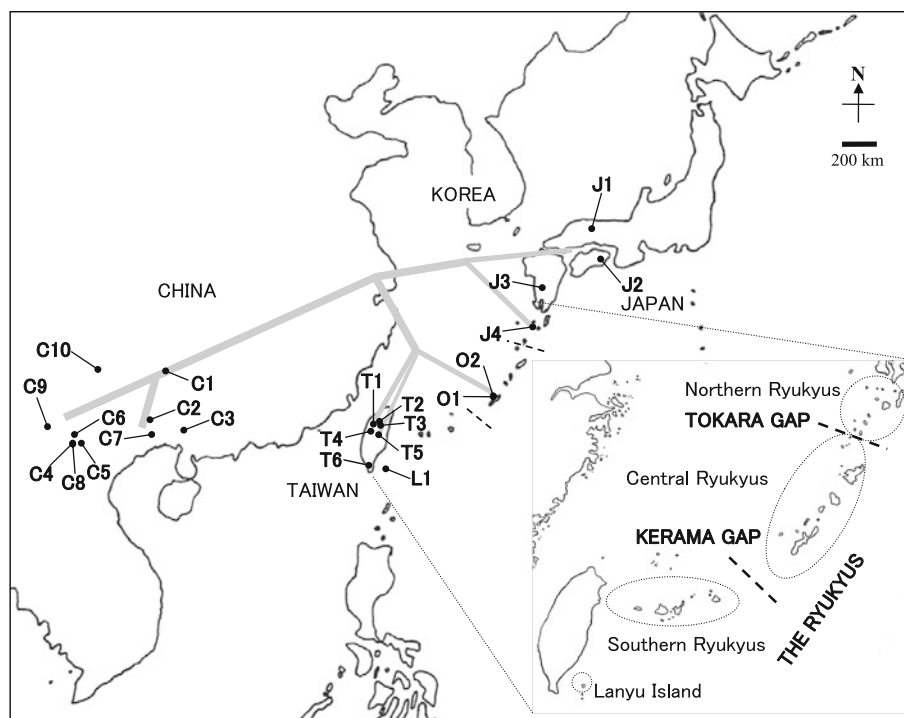 N
200 km
KOREA
J1
CHINA
J3
J2
JAPAN
C10
C1
J4
O2
C9
C6
C2
T1
T2
O1
C7
C3
T3
C4
C5
T4
C8
T6
T5
TAIWAN
L1
Northern Ryukyus
TOKARA GAP
Central Ryukyus
KERAMA GAP
THE RYUKYUS
Southern Ryukyus
Lanyu Island